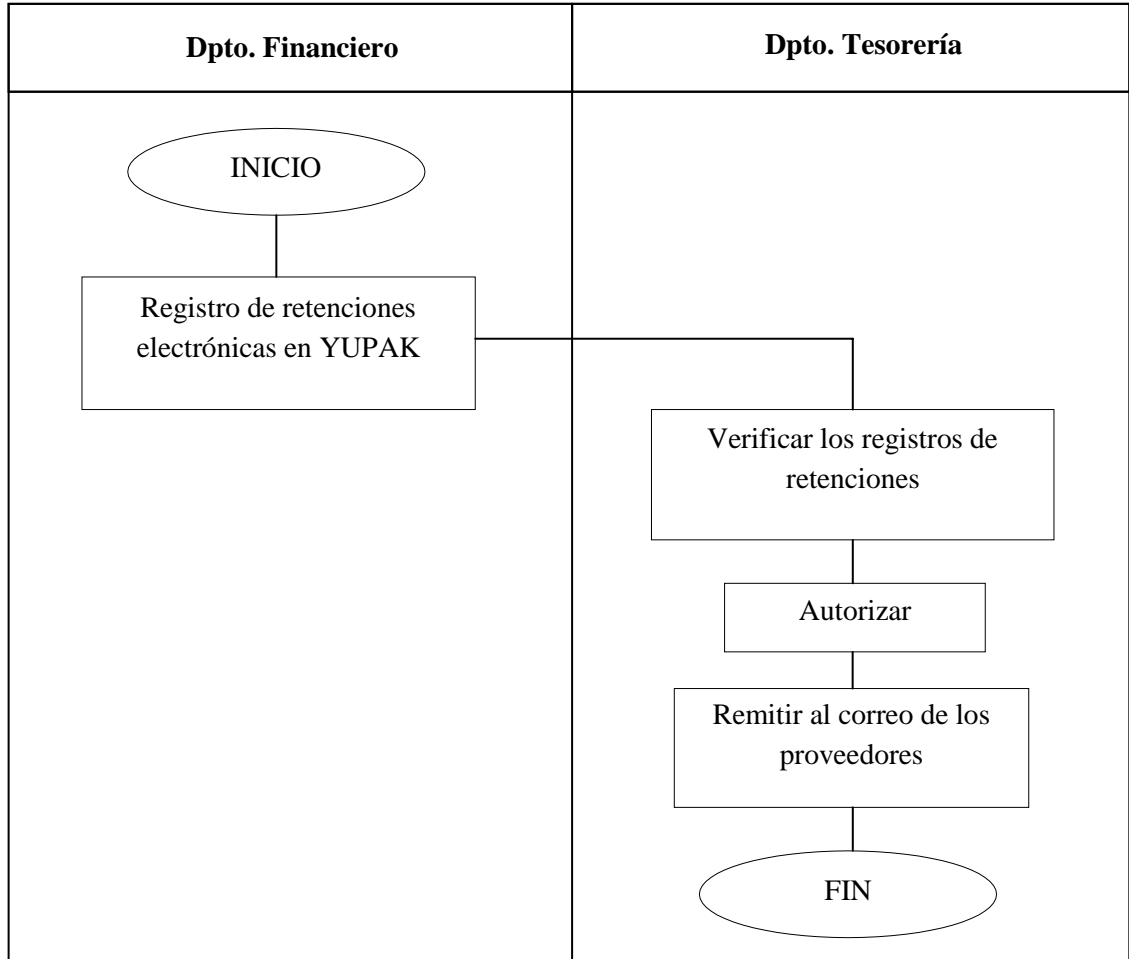 Dpto. Financiero
Dpto. Tesorería
INICIO
Registro de retenciones
electrónicas en YUPAK
Verificar los registros de
retenciones
Autorizar
Remitir al correo de los
proveedores
FIN